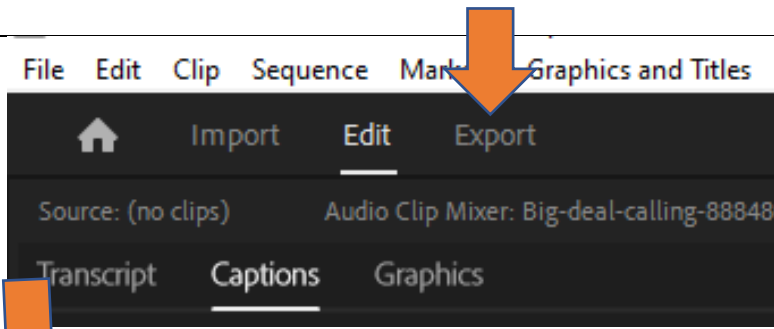 File Edit Clip Sequence Graphics and Titles
Import Edit Export
Source: (no clips) Audio Clip Mixer: Big-deal-calling-88848
Transcript Captions Graphics